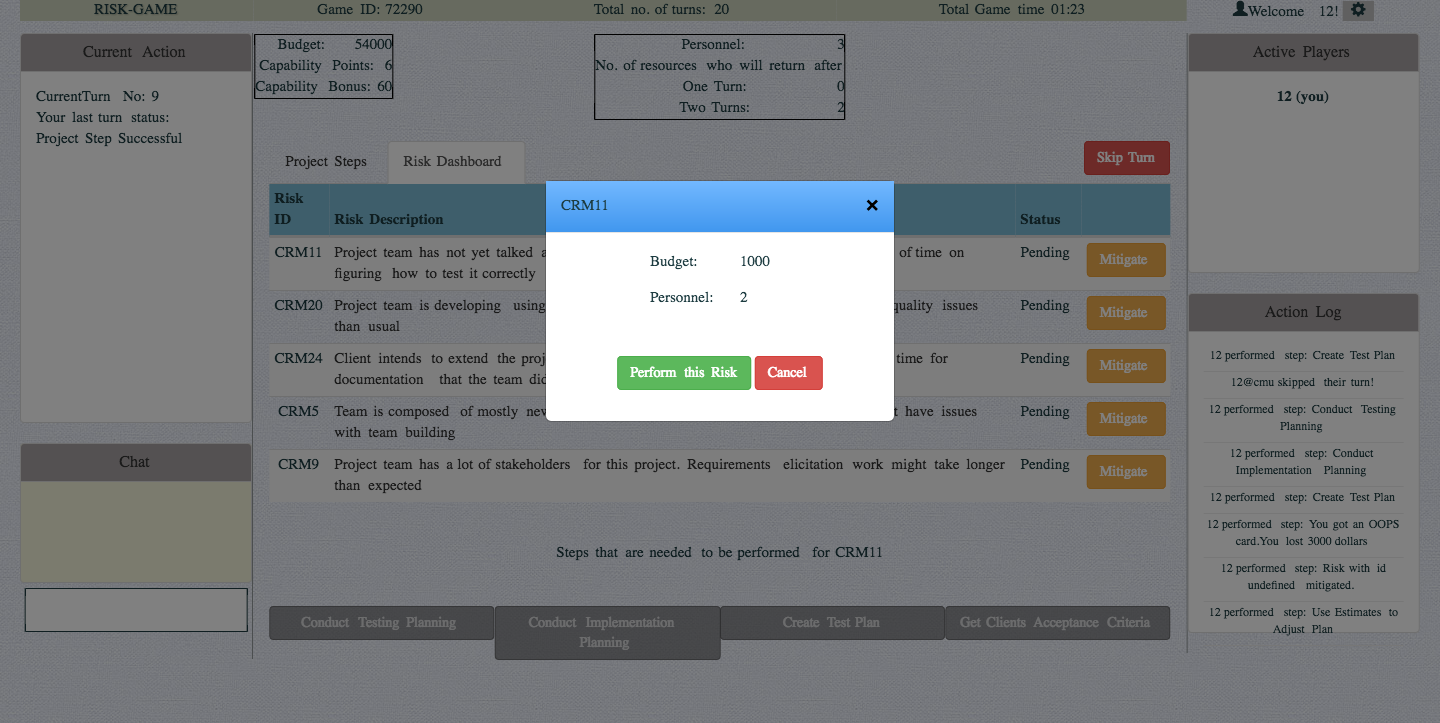 RISK-GAME Game ID: 72290 Total no. of turns: 20 Total Game time 01:23 Welcome 12!
Current Action
CurrentTurn No: 9
Your last turn status:
Project Step Successful
Chat
Budget: 54000
Capability Points: 6
Capability Bonus: 60
Personnel: 3
No. of resources who will return after
One Turn: 0
Two Turns: 2
Project Steps Risk Dashboard Skip Turn
Risk
ID Risk Description Status
CRM11 Project team has not yet talked a of time on Pending Mitigate
figuring how to test it correctly
CRM20 Project team is developing using quality issues Pending Mitigate
than usual
CRM24 Client intends to extend the proj time for Pending Mitigate
documentation that the team did
CRM5 Team is composed of mostly new t have issues Pending Mitigate
with team building
CRM9 Project team has a lot of stakeholders for this project. Requirements elicitation work might take longer Pending Mitigate
than expected
CRM11 ×
Budget: 1000
Personnel: 2
Perform this Risk Cancel
Steps that are needed to be performed for CRM11
Conduct Testing Planning
Conduct Implementation
Planning
Create Test Plan
Get Clients Acceptance Criteria
Active Players
12 (you)
Action Log
12 performed step: Create Test Plan
12@cmu skipped their turn!
12 performed step: Conduct Testing
Planning
12 performed step: Conduct
Implementation Planning
12 performed step: Create Test Plan
12 performed step: You got an OOPS
card.You lost 3000 dollars
12 performed step: Risk with id
undefined mitigated.
12 performed step: Use Estimates to
Adjust Plan